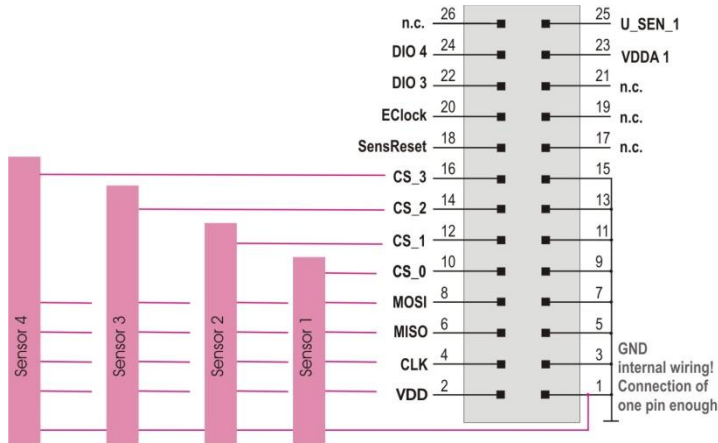 n.c. 26 25 U_SEN_1
DIO 4 24 23 VDDA 1
DIO 3 22 21 n.c.
EClock 20 19 n.c.
SensReset 18 17 n.c.
CS_3 16 15
CS_2 14 13
CS_1 12 11
CS_0 10 9
MOSI 8 7
MISO 6 5
CLK 4 3
VDD 2 1
GND
internal wiring!
Connection of
one pin enough
Sensor 4
Sensor 3
Sensor 2
Sensor 1